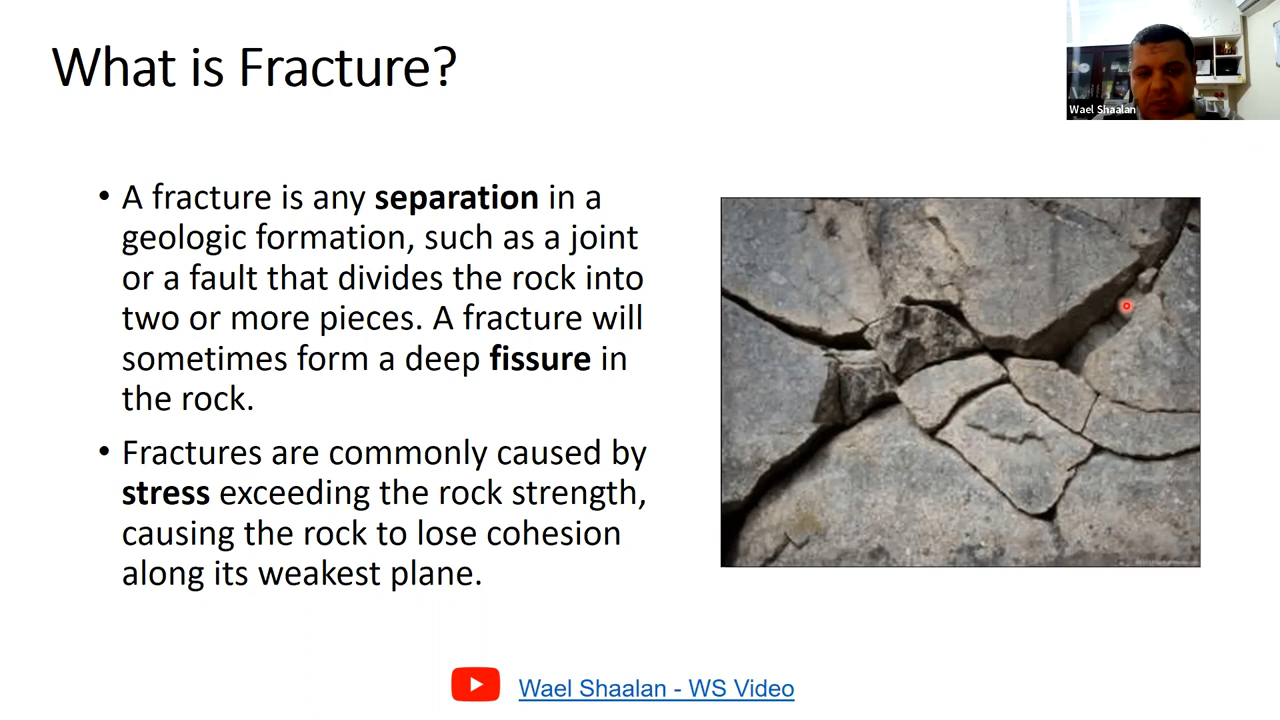 What is Fracture?
Wael Shaalan
• A fracture is any separation in a
geologic formation, such as a joint
or a fault that divides the rock into
two or more pieces. A fracture will
sometimes form a deep fissure in
the rock.
• Fractures are commonly caused by
stress exceeding the rock strength,
causing the rock to lose cohesion
along its weakest plane.
Wael Shaalan - WS Video